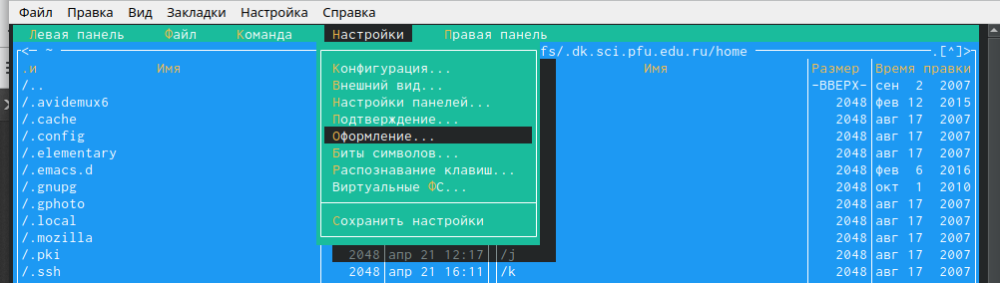 Файл Правка Вид Закладки Настройка Справка
Левая панель Файл Команда Настройки Правая панель
<— ~ fs/.dk.sci.pfu.edu.ru/home .[^]>
.и Имя Конфигурация... Имя Размер Время правки
/.. Внешний вид... -ВВЕРХ- сен 2 2007
/.avidemux6 Настройки панелей... 2048 фев 12 2015
/.cache Подтверждение... 2048 авг 17 2007
/.config Оформление... 2048 авг 17 2007
/.elementary Биты символов... 2048 авг 17 2007
/.emacs.d Распознавание клавиш... 2048 фев 6 2016
/.gnupg Виртуальные ФС... 2048 окт 1 2010
/.gphoto 2048 авг 17 2007
/.local Сохранить настройки 2048 авг 17 2007
/.mozilla 2048 авг 17 2007
/.pki 2048 апр 21 12:17 /j 2048 авг 17 2007
/.ssh 2048 апр 21 16:11 /k 2048 авг 17 2007